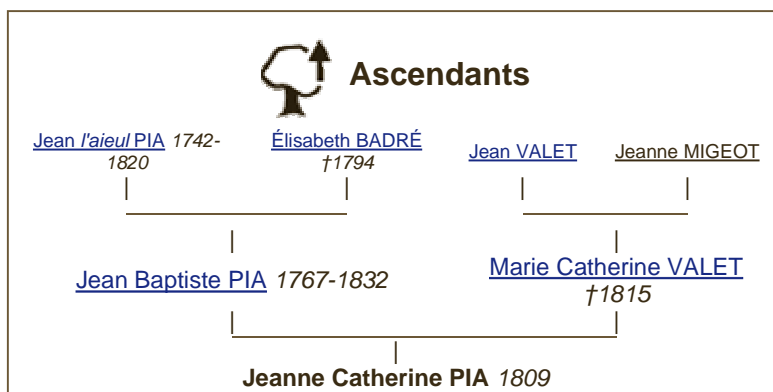 Ascendants
Jean l'aieul PIA 1742-
1820
Élisabeth BADRÉ
†1794
Jean VALET
Jeanne MIGEOT
Jean Baptiste PIA 1767-1832
Marie Catherine VALET
†1815
Jeanne Catherine PIA 1809